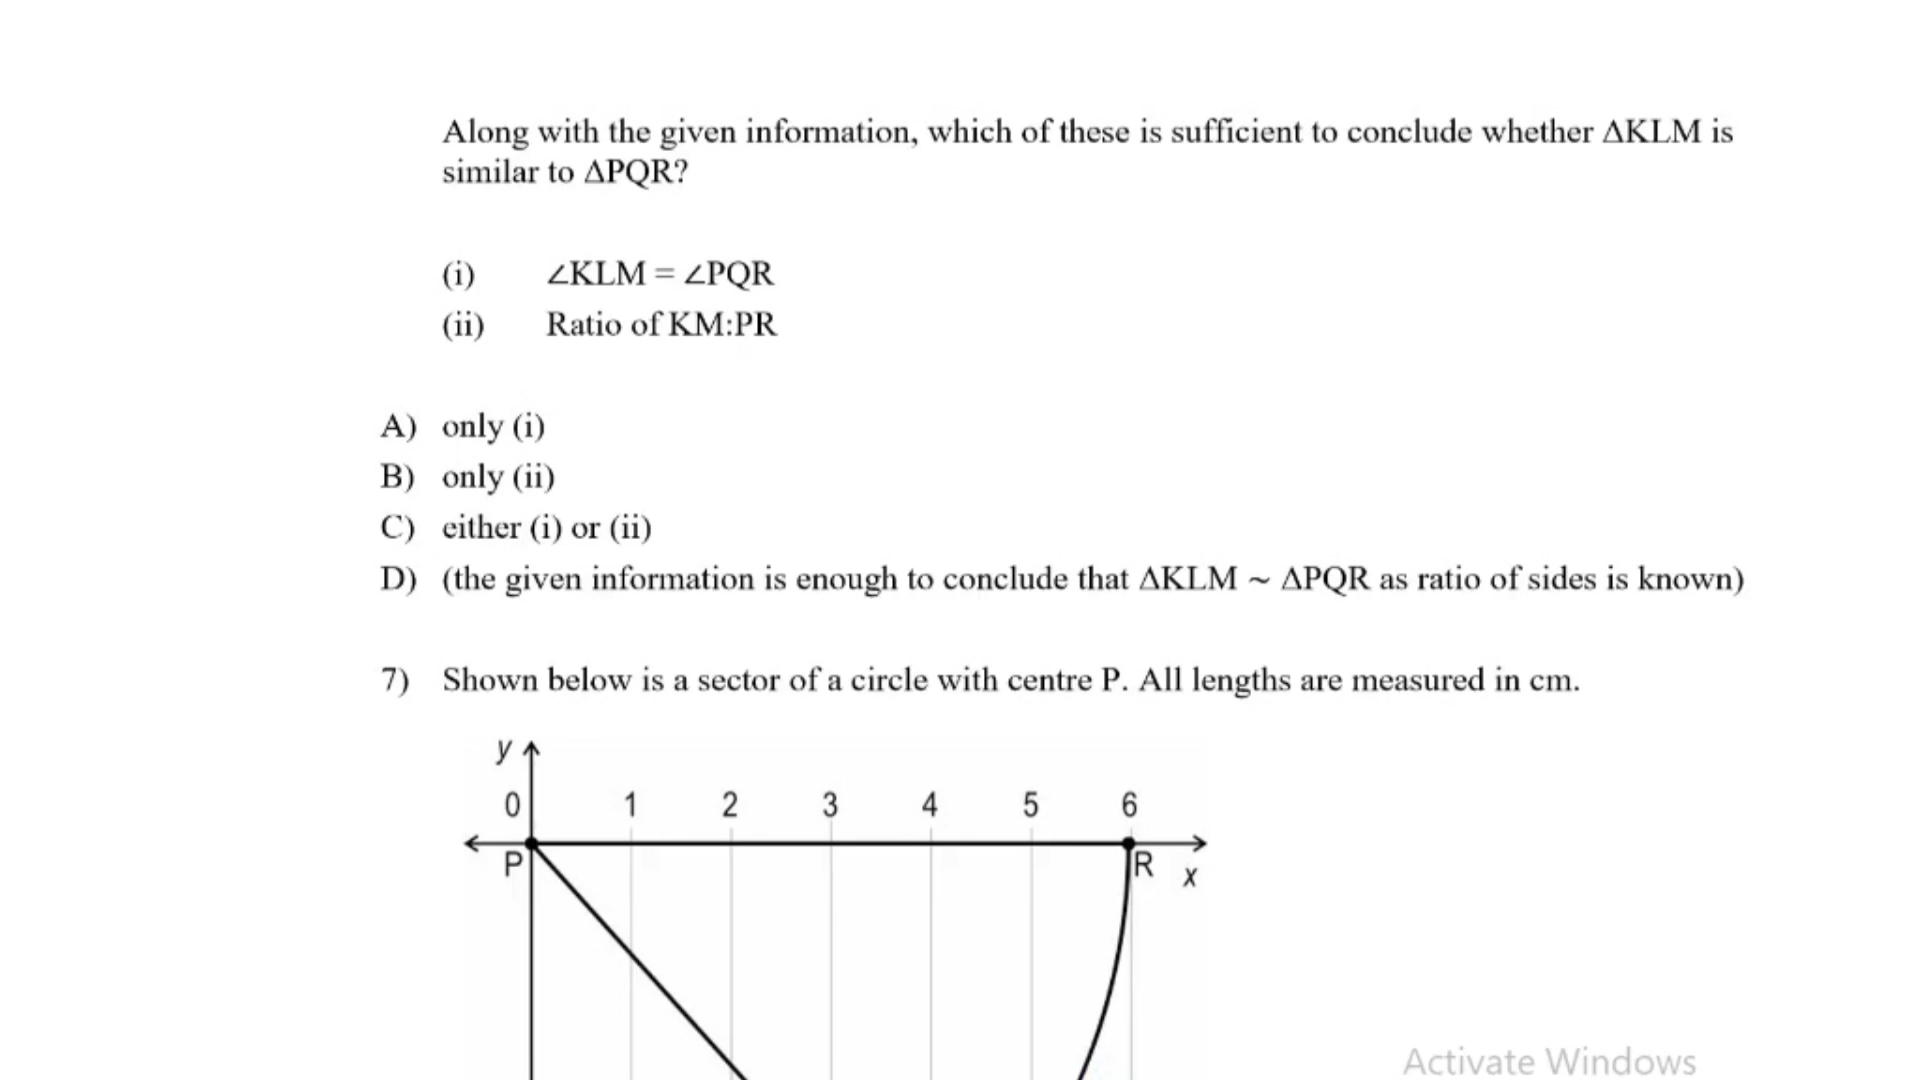 Along with the given information, which of these is sufficient to conclude whether ΔKLM is
similar to ΔPQR?
(i) ∠KLM = ∠PQR
(ii) Ratio of KM:PR
A) only (i)
B) only (ii)
C) either (i) or (ii)
D) (the given information is enough to conclude that ΔKLM ~ ΔPQR as ratio of sides is known)
7) Shown below is a sector of a circle with centre P. All lengths are measured in cm.
y
0 1 2 3 4 5 6
P R x
Activate Windows